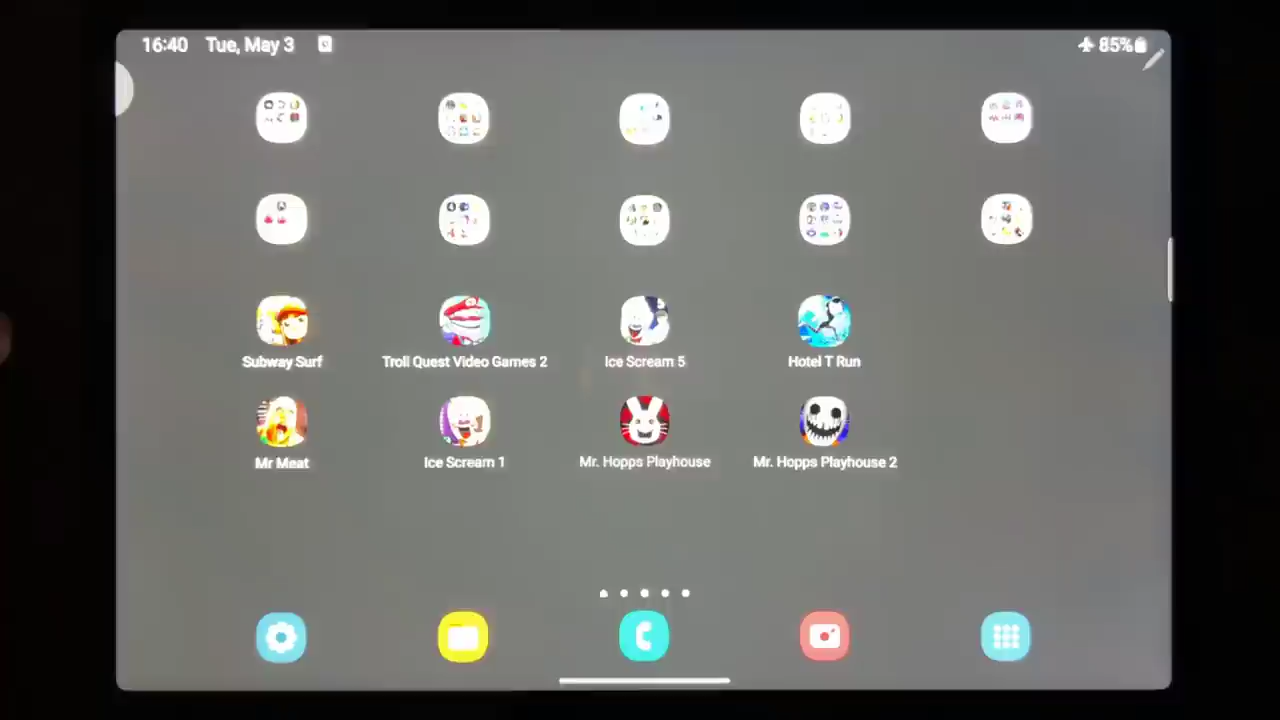 16:40 Tue, May 3 85%
Subway Surf Troll Quest Video Games 2 Ice Scream 5 Hotel T Run
Mr Meat Ice Scream 1 Mr. Hopps Playhouse Mr. Hopps Playhouse 2